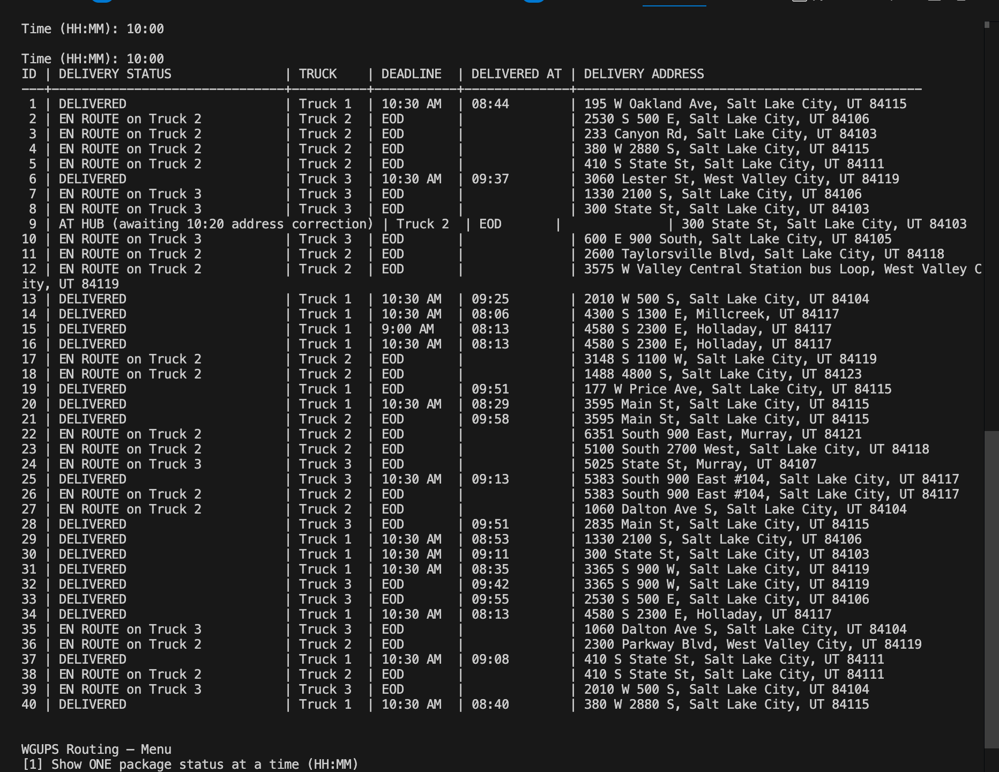 Time (HH:MM): 10:00
Time (HH:MM): 10:00
ID | DELIVERY STATUS                | TRUCK    | DEADLINE  | DELIVERED AT | DELIVERY ADDRESS
---+--------------------------------+----------+-----------+--------------+----------------------------------------------
 1 | DELIVERED                      | Truck 1  | 10:30 AM  | 08:44        | 195 W Oakland Ave, Salt Lake City, UT 84115
 2 | EN ROUTE on Truck 2            | Truck 2  | EOD       |              | 2530 S 500 E, Salt Lake City, UT 84106
 3 | EN ROUTE on Truck 2            | Truck 2  | EOD       |              | 233 Canyon Rd, Salt Lake City, UT 84103
 4 | EN ROUTE on Truck 2            | Truck 2  | EOD       |              | 380 W 2880 S, Salt Lake City, UT 84115
 5 | EN ROUTE on Truck 2            | Truck 2  | EOD       |              | 410 S State St, Salt Lake City, UT 84111
 6 | DELIVERED                      | Truck 3  | 10:30 AM  | 09:37        | 3060 Lester St, West Valley City, UT 84119
 7 | EN ROUTE on Truck 3            | Truck 3  | EOD       |              | 1330 2100 S, Salt Lake City, UT 84106
 8 | EN ROUTE on Truck 3            | Truck 3  | EOD       |              | 300 State St, Salt Lake City, UT 84103
 9 | AT HUB (awaiting 10:20 address correction) | Truck 2  | EOD       |              | 300 State St, Salt Lake City, UT 84103
10 | EN ROUTE on Truck 3            | Truck 3  | EOD       |              | 600 E 900 South, Salt Lake City, UT 84105
11 | EN ROUTE on Truck 2            | Truck 2  | EOD       |              | 2600 Taylorsville Blvd, Salt Lake City, UT 84118
12 | EN ROUTE on Truck 2            | Truck 2  | EOD       |              | 3575 W Valley Central Station bus Loop, West Valley C
ity, UT 84119
13 | DELIVERED                      | Truck 1  | 10:30 AM  | 09:25        | 2010 W 500 S, Salt Lake City, UT 84104
14 | DELIVERED                      | Truck 1  | 10:30 AM  | 08:06        | 4300 S 1300 E, Millcreek, UT 84117
15 | DELIVERED                      | Truck 1  | 9:00 AM   | 08:13        | 4580 S 2300 E, Holladay, UT 84117
16 | DELIVERED                      | Truck 1  | 10:30 AM  | 08:13        | 4580 S 2300 E, Holladay, UT 84117
17 | EN ROUTE on Truck 2            | Truck 2  | EOD       |              | 3148 S 1100 W, Salt Lake City, UT 84119
18 | EN ROUTE on Truck 2            | Truck 2  | EOD       |              | 1488 4800 S, Salt Lake City, UT 84123
19 | DELIVERED                      | Truck 1  | EOD       | 09:51        | 177 W Price Ave, Salt Lake City, UT 84115
20 | DELIVERED                      | Truck 1  | 10:30 AM  | 08:29        | 3595 Main St, Salt Lake City, UT 84115
21 | DELIVERED                      | Truck 2  | EOD       | 09:58        | 3595 Main St, Salt Lake City, UT 84115
22 | EN ROUTE on Truck 2            | Truck 2  | EOD       |              | 6351 South 900 East, Murray, UT 84121
23 | EN ROUTE on Truck 2            | Truck 2  | EOD       |              | 5100 South 2700 West, Salt Lake City, UT 84118
24 | EN ROUTE on Truck 3            | Truck 3  | EOD       |              | 5025 State St, Murray, UT 84107
25 | DELIVERED                      | Truck 3  | 10:30 AM  | 09:13        | 5383 South 900 East #104, Salt Lake City, UT 84117
26 | EN ROUTE on Truck 2            | Truck 2  | EOD       |              | 5383 South 900 East #104, Salt Lake City, UT 84117
27 | EN ROUTE on Truck 2            | Truck 2  | EOD       |              | 1060 Dalton Ave S, Salt Lake City, UT 84104
28 | DELIVERED                      | Truck 3  | EOD       | 09:51        | 2835 Main St, Salt Lake City, UT 84115
29 | DELIVERED                      | Truck 1  | 10:30 AM  | 08:53        | 1330 2100 S, Salt Lake City, UT 84106
30 | DELIVERED                      | Truck 1  | 10:30 AM  | 09:11        | 300 State St, Salt Lake City, UT 84103
31 | DELIVERED                      | Truck 1  | 10:30 AM  | 08:35        | 3365 S 900 W, Salt Lake City, UT 84119
32 | DELIVERED                      | Truck 3  | EOD       | 09:42        | 3365 S 900 W, Salt Lake City, UT 84119
33 | DELIVERED                      | Truck 3  | EOD       | 09:55        | 2530 S 500 E, Salt Lake City, UT 84106
34 | DELIVERED                      | Truck 1  | 10:30 AM  | 08:13        | 4580 S 2300 E, Holladay, UT 84117
35 | EN ROUTE on Truck 3            | Truck 3  | EOD       |              | 1060 Dalton Ave S, Salt Lake City, UT 84104
36 | EN ROUTE on Truck 2            | Truck 2  | EOD       |              | 2300 Parkway Blvd, West Valley City, UT 84119
37 | DELIVERED                      | Truck 1  | 10:30 AM  | 09:08        | 410 S State St, Salt Lake City, UT 84111
38 | EN ROUTE on Truck 2            | Truck 2  | EOD       |              | 410 S State St, Salt Lake City, UT 84111
39 | EN ROUTE on Truck 3            | Truck 3  | EOD       |              | 2010 W 500 S, Salt Lake City, UT 84104
40 | DELIVERED                      | Truck 1  | 10:30 AM  | 08:40        | 380 W 2880 S, Salt Lake City, UT 84115
WGUPS Routing — Menu
[1] Show ONE package status at a time (HH:MM)